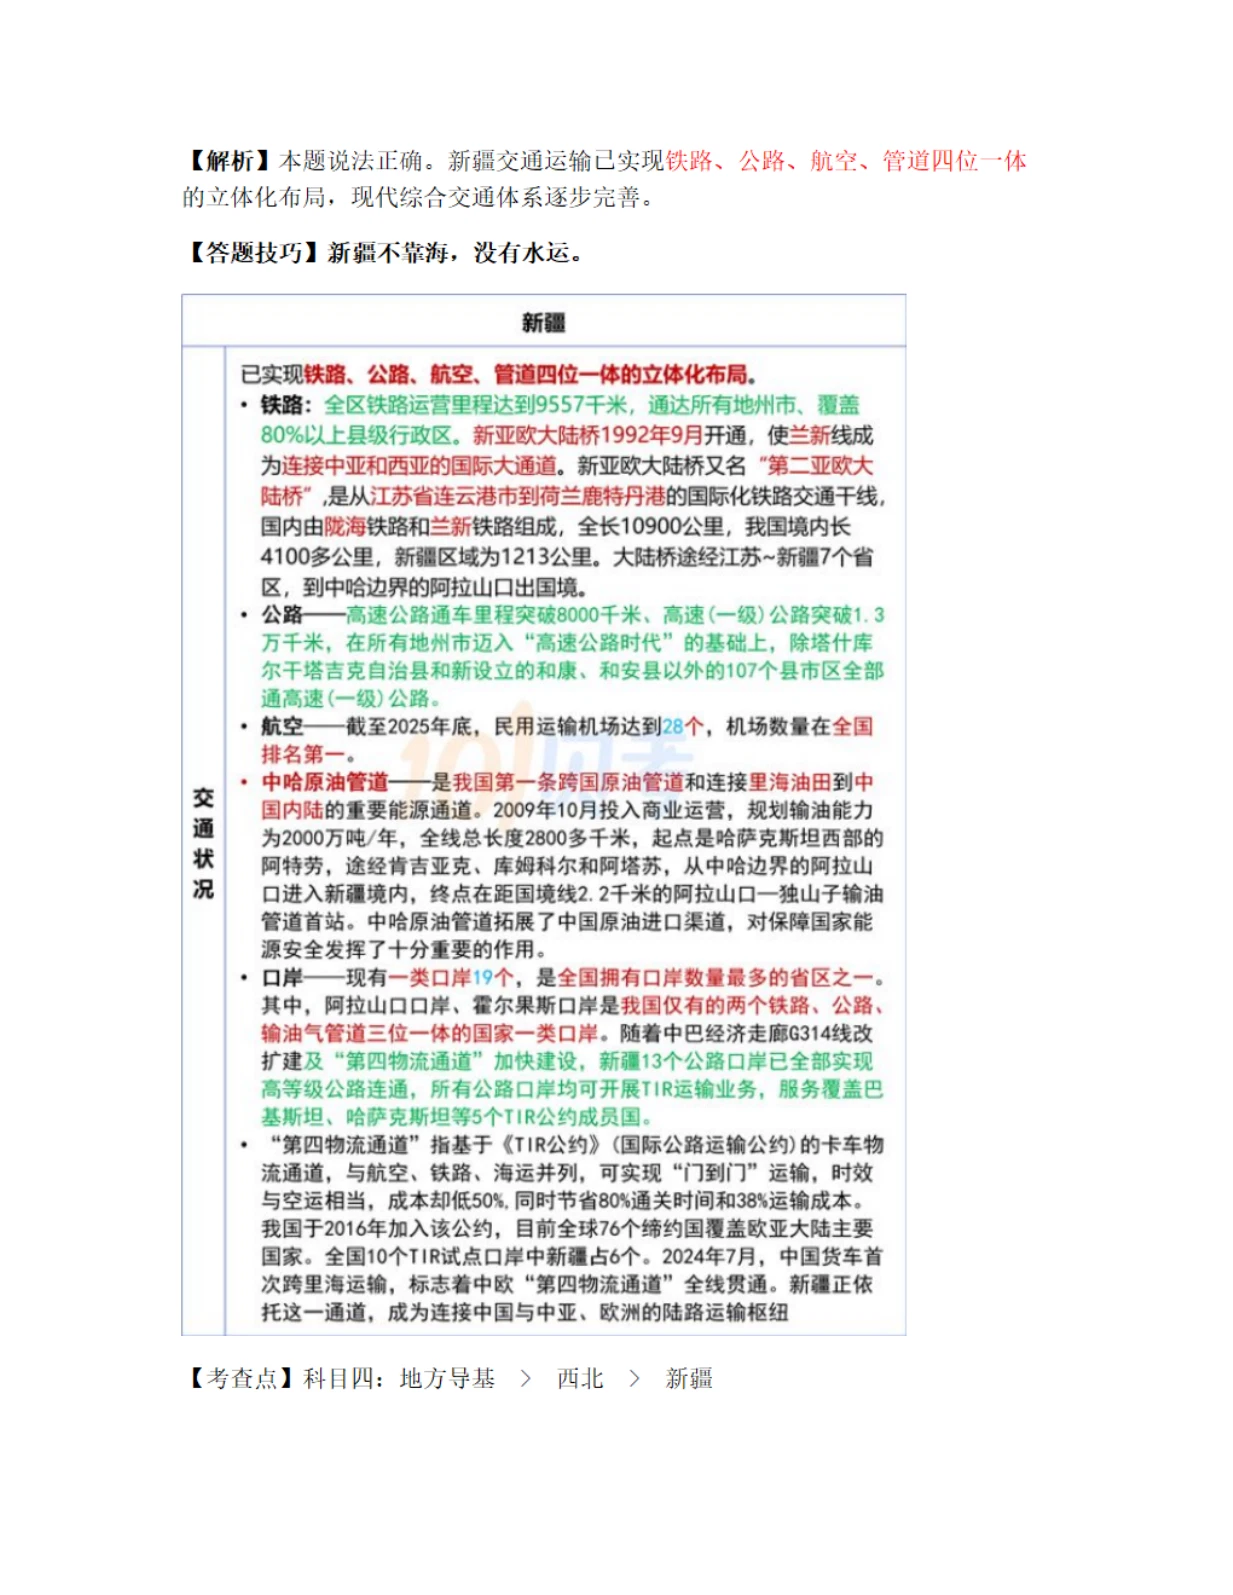 【解析】本题说法正确。新疆交通运输已实现铁路、公路、航空、管道四位一体
的立体化布局，现代综合交通体系逐步完善。
【答题技巧】新疆不靠海，没有水运。
新疆
交通状况
已实现铁路、公路、航空、管道四位一体的立体化布局。
• 铁路：全区铁路运营里程达到9557千米，通达所有地州市、覆盖
80%以上县级行政区。新亚欧大陆桥1992年9月开通，使兰新线成
为连接中亚和西亚的国际大通道。新亚欧大陆桥又名“第二亚欧大
陆桥”,是从江苏省连云港市到荷兰鹿特丹港的国际化铁路交通干线，
国内由陇海铁路和兰新铁路组成，全长10900公里，我国境内长
4100多公里，新疆区域为1213公里。大陆桥途经江苏~新疆7个省
区，到中哈边界的阿拉山口出国境。
• 公路——高速公路通车里程突破8000千米、高速(一级)公路突破1.3
万千米，在所有地州市迈入“高速公路时代”的基础上，除塔什库
尔干塔吉克自治县和新设立的和康、和安县以外的107个县市区全部
通高速(一级)公路。
• 航空——截至2025年底，民用运输机场达到28个，机场数量在全国
排名第一。
• 中哈原油管道——是我国第一条跨国原油管道和连接里海油田到中
国内陆的重要能源通道。2009年10月投入商业运营，规划输油能力
为2000万吨/年，全线总长度2800多千米，起点是哈萨克斯坦西部的
阿特劳，途经肯吉亚克、库姆科尔和阿塔苏，从中哈边界的阿拉山
口进入新疆境内，终点在距国境线2.2千米的阿拉山口—独山子输油
管道首站。中哈原油管道拓展了中国原油进口渠道，对保障国家能
源安全发挥了十分重要的作用。
• 口岸——现有一类口岸19个，是全国拥有口岸数量最多的省区之一。
其中，阿拉山口口岸、霍尔果斯口岸是我国仅有的两个铁路、公路、
输油气管道三位一体的国家一类口岸。随着中巴经济走廊G314线改
扩建及“第四物流通道”加快建设，新疆13个公路口岸已全部实现
高等级公路连通，所有公路口岸均可开展TIR运输业务，服务覆盖巴
基斯坦、哈萨克斯坦等5个TIR公约成员国。
• “第四物流通道”指基于《TIR公约》(国际公路运输公约)的卡车物
流通道，与航空、铁路、海运并列，可实现“门到门”运输，时效
与空运相当，成本却低50%,同时节省80%通关时间和38%运输成本。
我国于2016年加入该公约，目前全球76个缔约国覆盖欧亚大陆主要
国家。全国10个TIR试点口岸中新疆占6个。2024年7月，中国货车首
次跨里海运输，标志着中欧“第四物流通道”全线贯通。新疆正依
托这一通道，成为连接中国与中亚、欧洲的陆路运输枢纽
【考查点】科目四：地方导基 > 西北 > 新疆